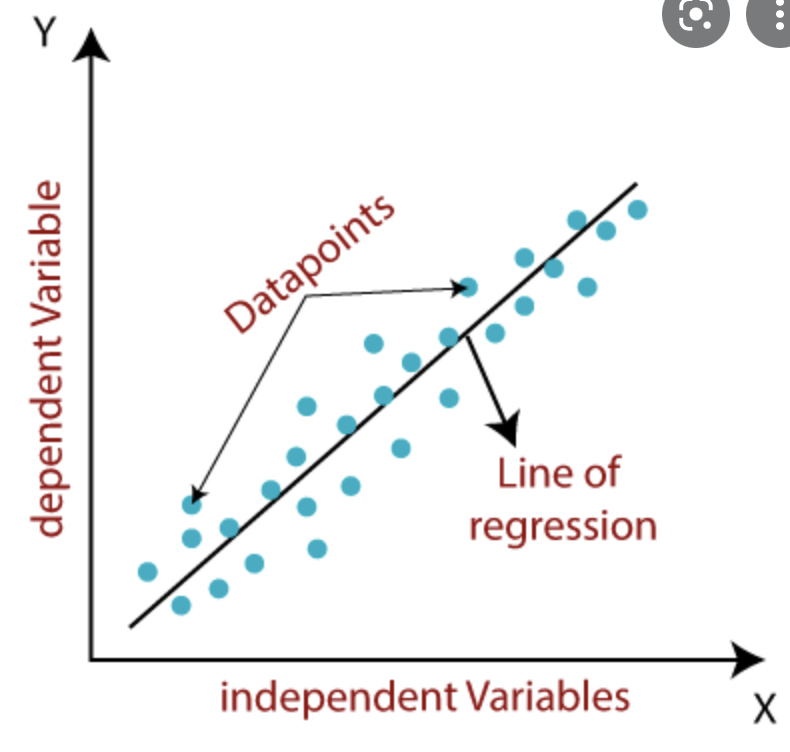 Y
dependent Variable
Datapoints
Line of
regression
independent Variables
X